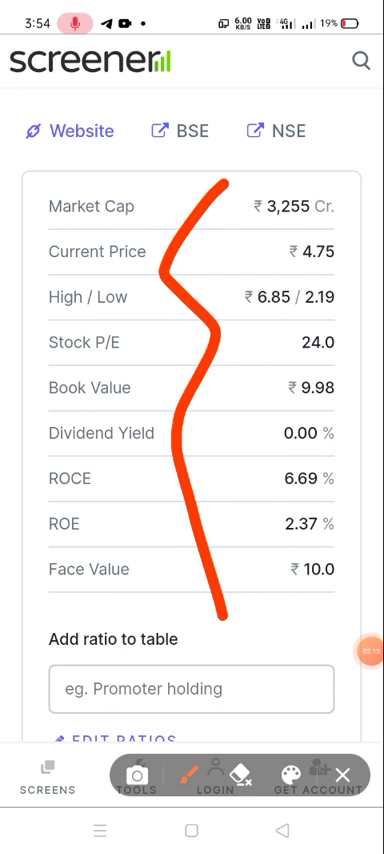 3:54 6.00 KB/S VoD LTE 4G 19%
screener
Website BSE NSE
Market Cap ₹ 3,255 Cr.
Current Price ₹ 4.75
High / Low ₹ 6.85 / 2.19
Stock P/E 24.0
Book Value ₹ 9.98
Dividend Yield 0.00 %
ROCE 6.69 %
ROE 2.37 %
Face Value ₹ 10.0
Add ratio to table
eg. Promoter holding
02:13
EDIT RATIOS
SCREENS TOOLS LOGIN GET ACCOUNT